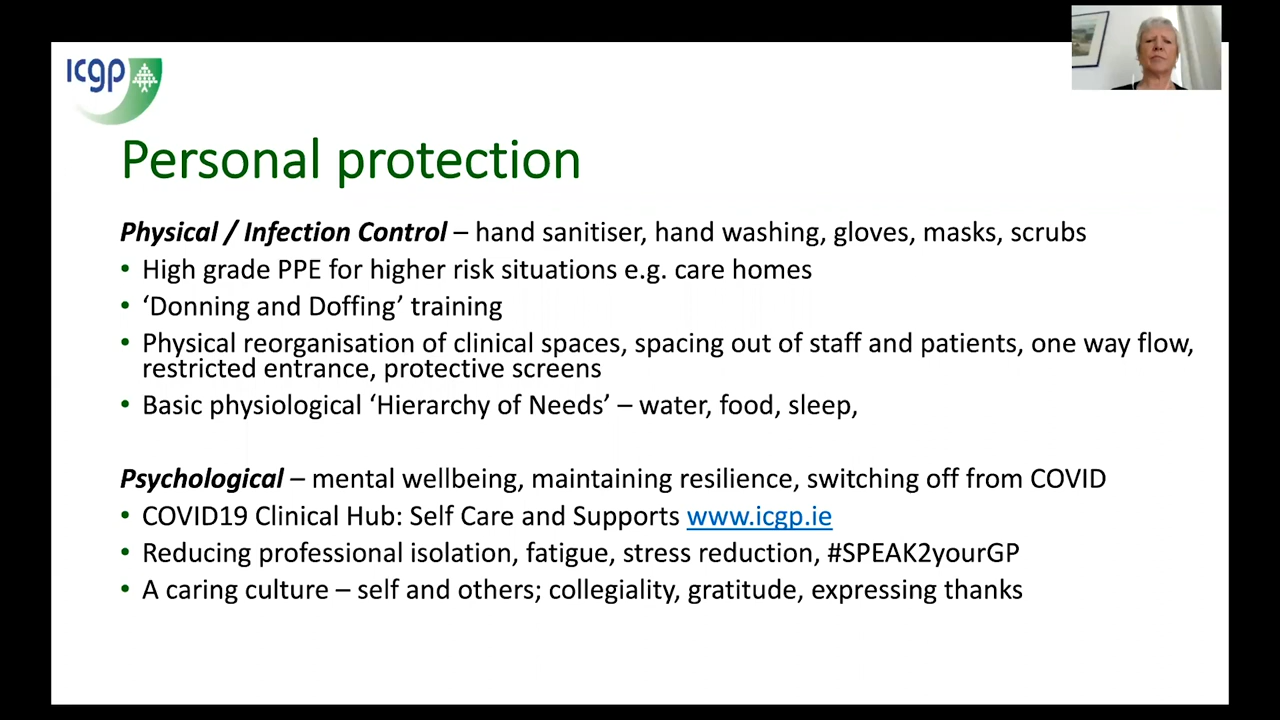 icgp
Personal protection
Physical / Infection Control – hand sanitiser, hand washing, gloves, masks, scrubs
• High grade PPE for higher risk situations e.g. care homes
• ‘Donning and Doffing’ training
• Physical reorganisation of clinical spaces, spacing out of staff and patients, one way flow,
restricted entrance, protective screens
• Basic physiological ‘Hierarchy of Needs’ – water, food, sleep,
Psychological – mental wellbeing, maintaining resilience, switching off from COVID
• COVID19 Clinical Hub: Self Care and Supports www.icgp.ie
• Reducing professional isolation, fatigue, stress reduction, #SPEAK2yourGP
• A caring culture – self and others; collegiality, gratitude, expressing thanks